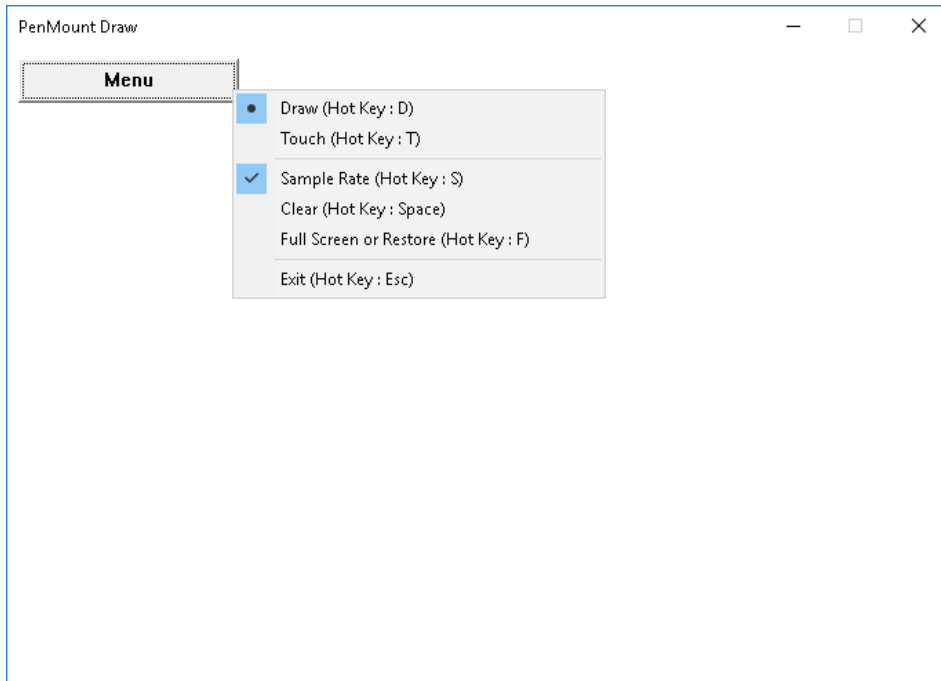 PenMount Draw
Menu
Draw (Hot Key : D)
Touch (Hot Key : T)
Sample Rate (Hot Key : S)
Clear (Hot Key : Space)
Full Screen or Restore (Hot Key : F)
Exit (Hot Key : Esc)